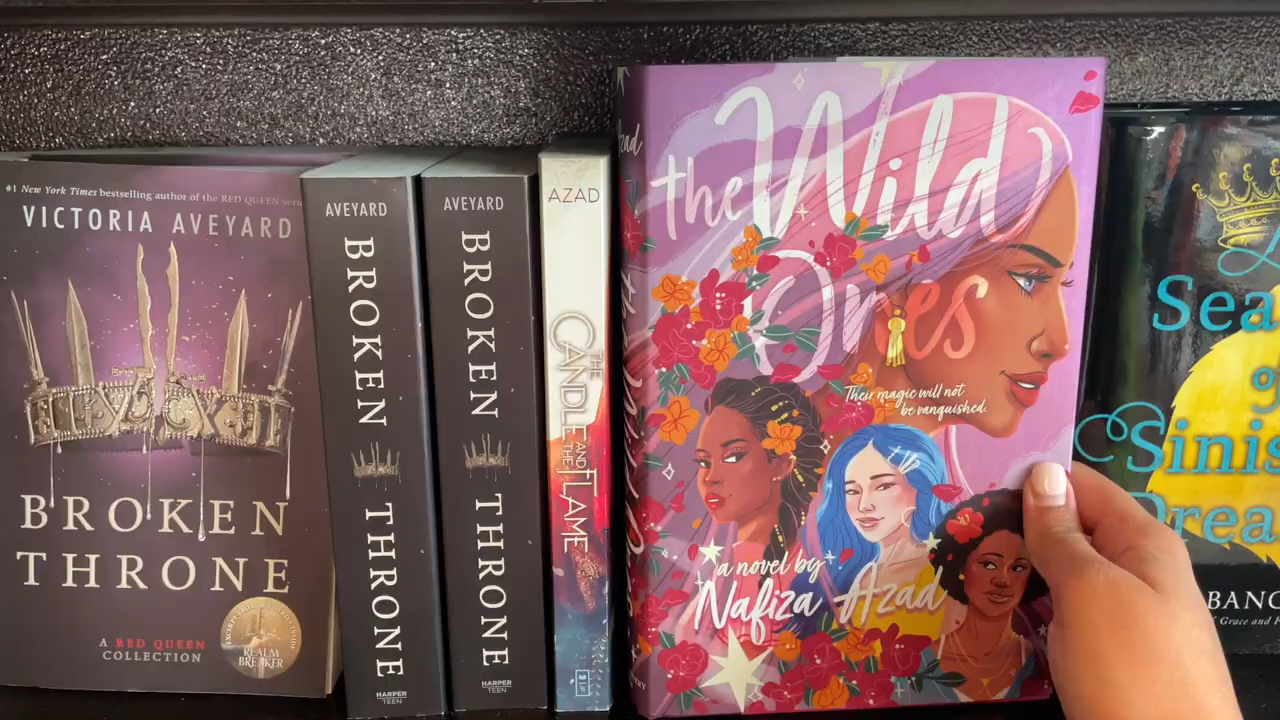 #1 New York Times bestselling author of the RED QUEEN
VICTORIA AVEYARD
BROKEN
THRONE
A RED QUEEN
COLLECTION
REALM
BREAKER
AVEYARD
BROKEN THRONE
HARPER
TEEN
AVEYARD
BROKEN THRONE
HARPER
TEEN
AZAD
THE CANDLE AND THE FLAME
the Wild
Ones
Their magic will not
be vanquished.
a novel by
Nafiza Azad
Sea
of
Sinis
Drea
BANG
Grace and